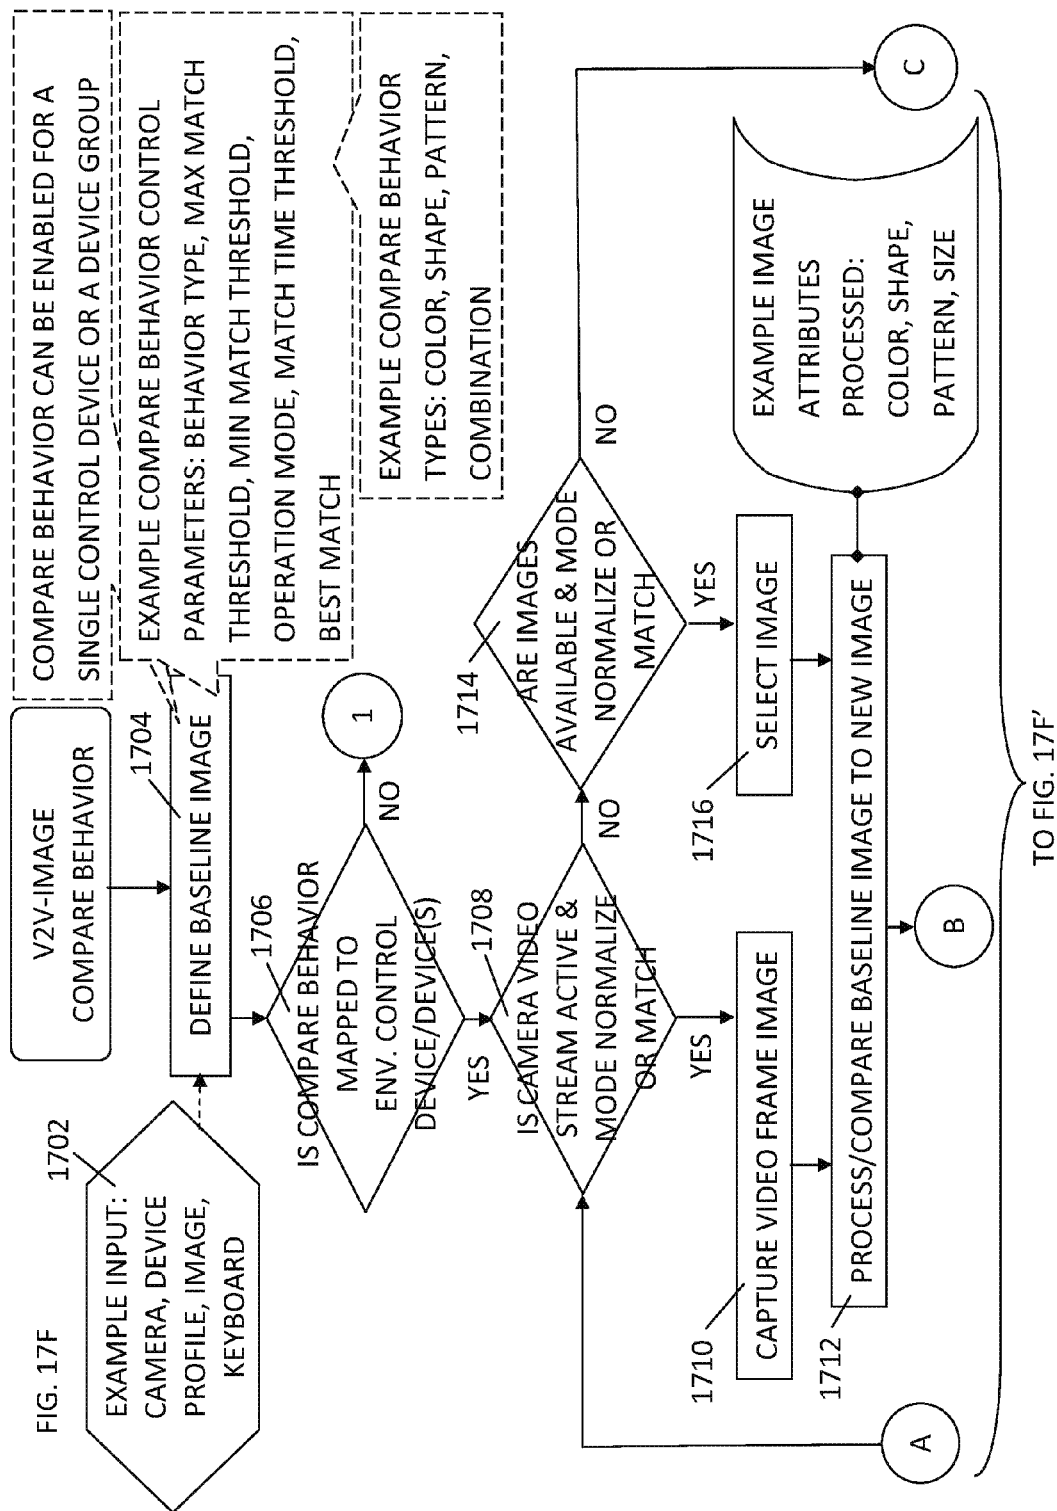 FIG. 17F
V2V-IMAGE
COMPARE BEHAVIOR
COMPARE BEHAVIOR CAN BE ENABLED FOR A
SINGLE CONTROL DEVICE OR A DEVICE GROUP
1702
EXAMPLE INPUT:
CAMERA, DEVICE
PROFILE, IMAGE,
KEYBOARD
1704
DEFINE BASELINE IMAGE
EXAMPLE COMPARE BEHAVIOR CONTROL
PARAMETERS: BEHAVIOR TYPE, MAX MATCH
THRESHOLD, MIN MATCH THRESHOLD,
OPERATION MODE, MATCH TIME THRESHOLD,
BEST MATCH
1706
IS COMPARE BEHAVIOR
MAPPED TO
ENV. CONTROL
DEVICE/DEVICE(S)
NO
1
YES
EXAMPLE COMPARE BEHAVIOR
TYPES: COLOR, SHAPE, PATTERN,
COMBINATION
1708
IS CAMERA VIDEO
STREAM ACTIVE &
MODE NORMALIZE
OR MATCH
NO
YES
1714
ARE IMAGES
AVAILABLE & MODE
NORMALIZE OR
MATCH
NO
YES
1710
CAPTURE VIDEO FRAME IMAGE
1716
SELECT IMAGE
EXAMPLE IMAGE
ATTRIBUTES
PROCESSED:
COLOR, SHAPE,
PATTERN, SIZE
1712
PROCESS/COMPARE BASELINE IMAGE TO NEW IMAGE
A
B
C
TO FIG. 17F'